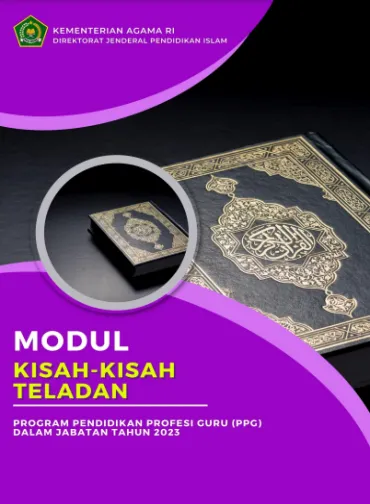 KEMENTERIAN AGAMA RI
DIREKTORAT JENDERAL PENDIDIKAN ISLAM
MODUL
KISAH-KISAH
TELADAN
PROGRAM PENDIDIKAN PROFESI GURU (PPG)
DALAM JABATAN TAHUN 2023